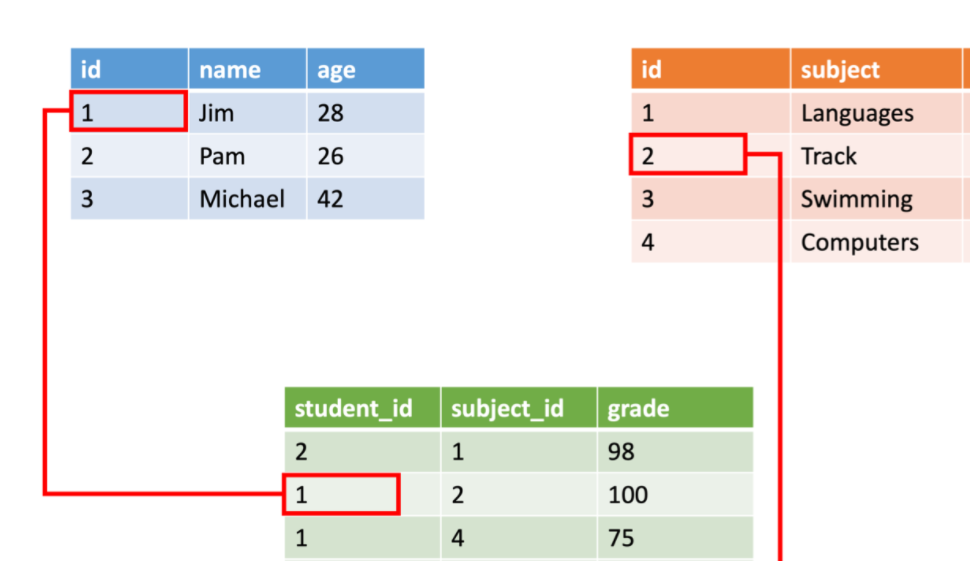 id name age
1 Jim 28
2 Pam 26
3 Michael 42
id subject
1 Languages
2 Track
3 Swimming
4 Computers
student_id subject_id grade
2 1 98
1 2 100
1 4 75